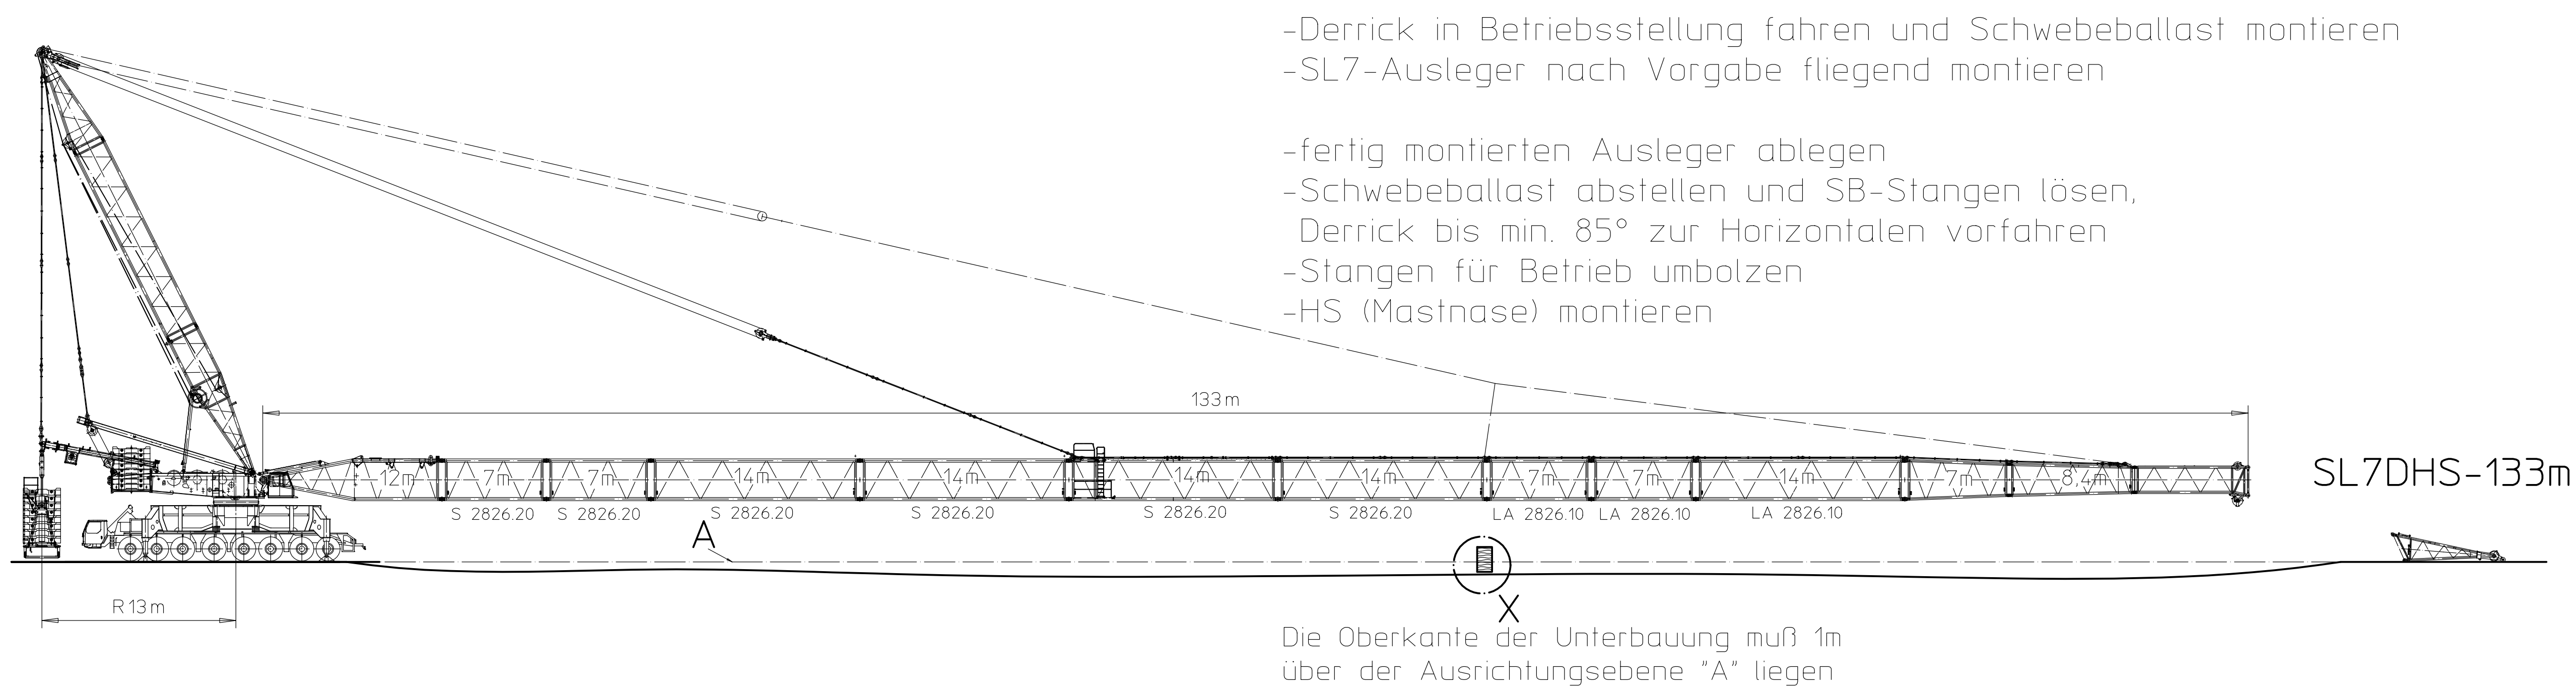 -Derrick in Betriebsstellung fahren und Schwebeballast montieren
-SL7-Ausleger nach Vorgabe fliegend montieren
-fertig montierten Ausleger ablegen
-Schwebeballast abstellen und SB-Stangen lösen,
Derrick bis min. 85° zur Horizontalen vorfahren
-Stangen für Betrieb umbolzen
-HS (Mastnase) montieren
133m
12m 7m 7m 14m 14m 14m 14m 7m 7m 14m 7m 8,4m
SL7DHS-133m
S 2826.20 S 2826.20 S 2826.20 S 2826.20 S 2826.20 S 2826.20 LA 2826.10 LA 2826.10 LA 2826.10
A
R13m
X
Die Oberkante der Unterbauung muß 1m
über der Ausrichtungsebene "A" liegen